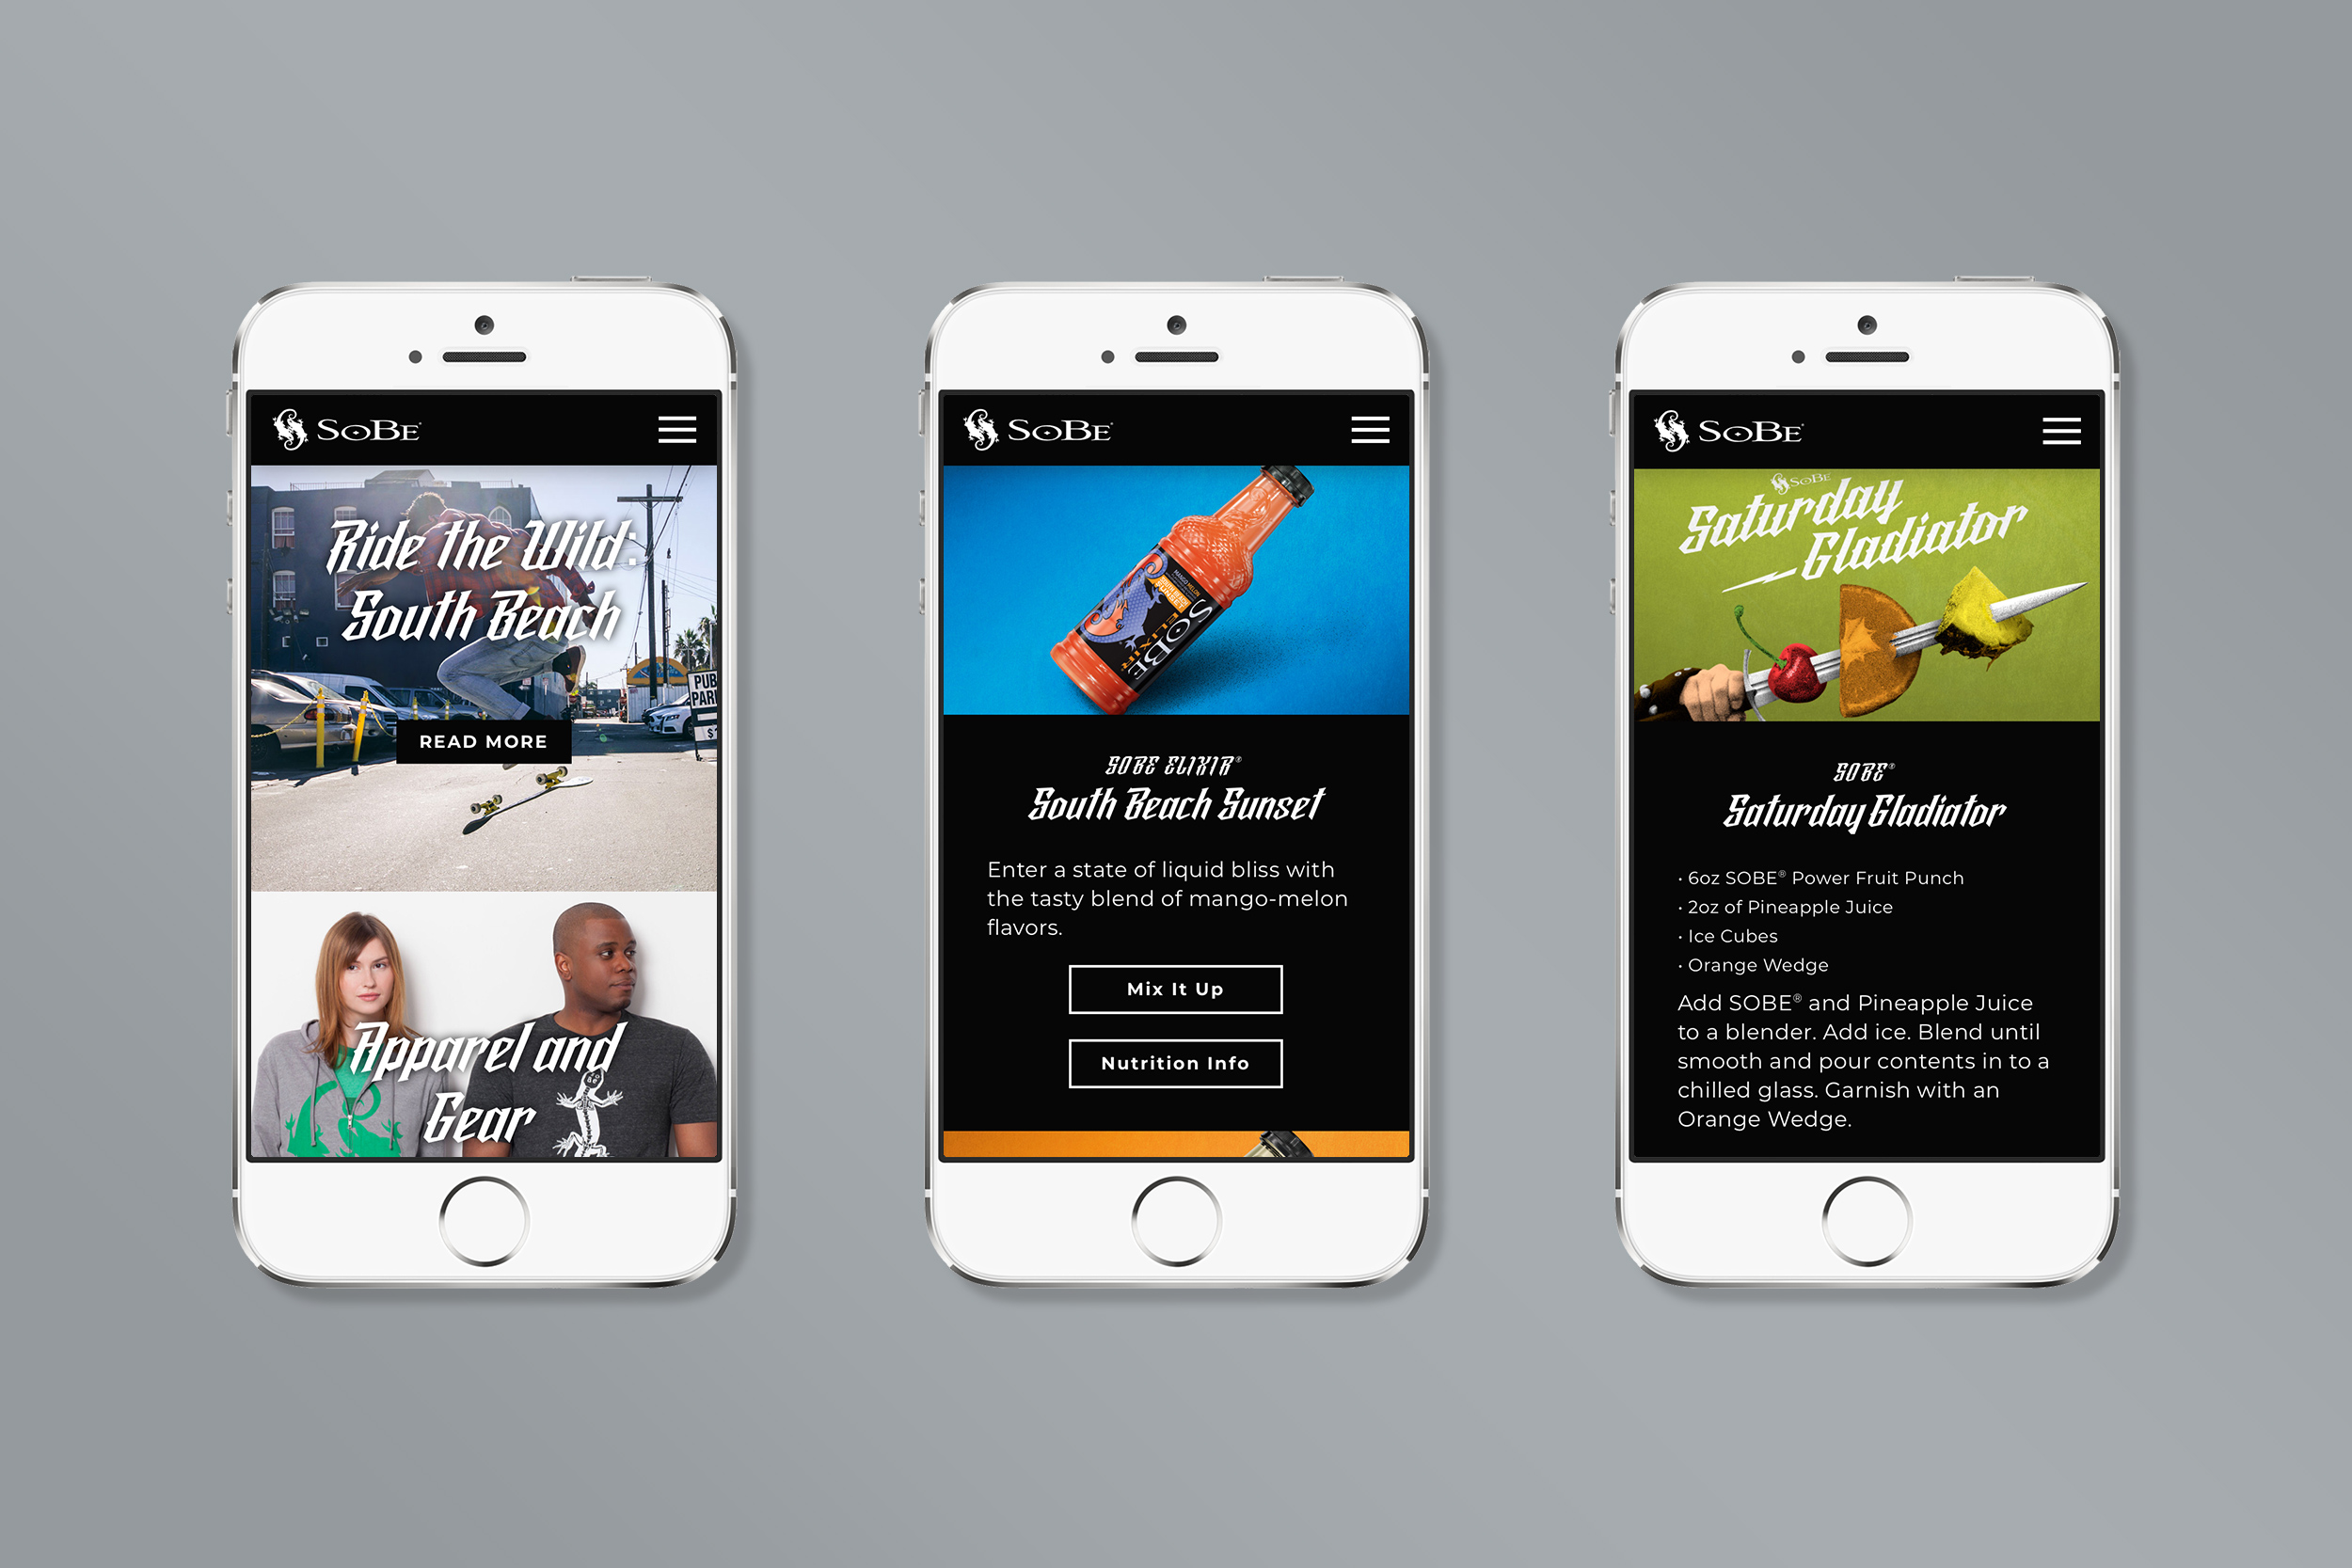 SOBE
Ride the Wild:
South Beach
PUB
PAR
$
READ MORE
Apparel and
Gear
SOBE
MANGO MELON
SOBE
ELIXIR
SOBE ELIXIR®
South Beach Sunset
Enter a state of liquid bliss with
the tasty blend of mango-melon
flavors.
Mix It Up
Nutrition Info
SOBE
SOBE
Saturday
Gladiator
SOBE®
Saturday Gladiator
· 6oz SOBE® Power Fruit Punch
· 2oz of Pineapple Juice
· Ice Cubes
· Orange Wedge
Add SOBE® and Pineapple Juice
to a blender. Add ice. Blend until
smooth and pour contents in to a
chilled glass. Garnish with an
Orange Wedge.